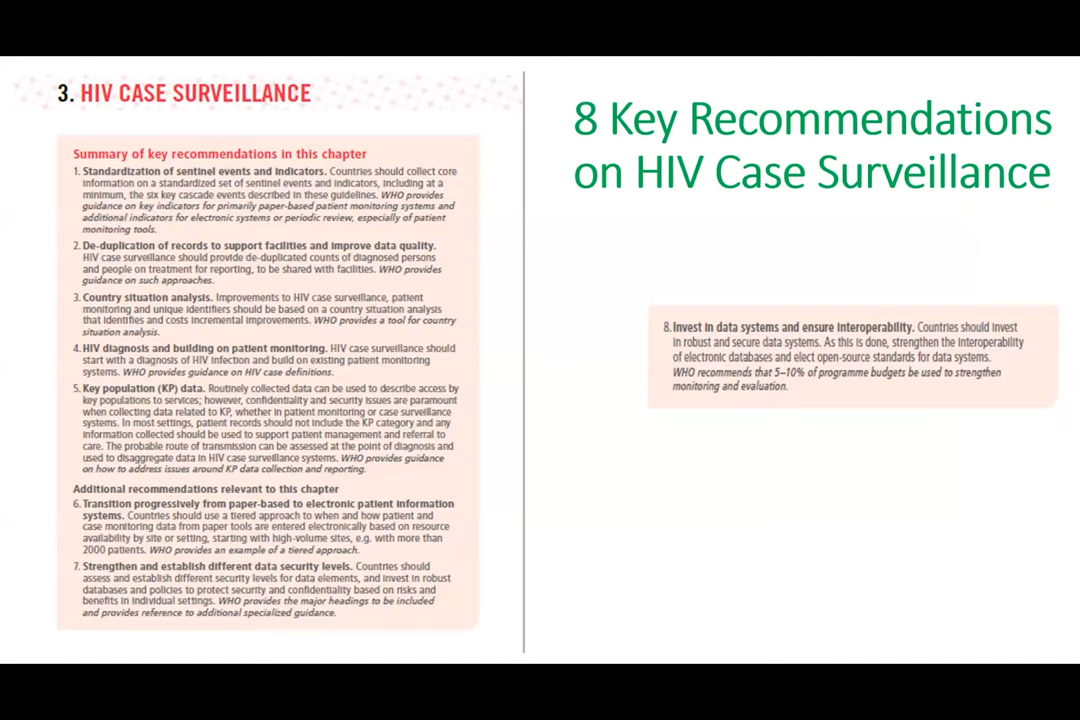 3. HIV CASE SURVEILLANCE
Summary of key recommendations in this chapter
1. Standardization of sentinel events and indicators. Countries should collect core
information on a standardized set of sentinel events and indicators, including at a
minimum, the six key cascade events described in these guidelines. WHO provides
guidance on key indicators for primarily paper-based patient monitoring systems and
additional indicators for electronic systems or periodic review, especially of patient
monitoring tools.
2. De-duplication of records to support facilities and improve data quality.
HIV case surveillance should provide de-duplicated counts of diagnosed persons
and people on treatment for reporting, to be shared with facilities. WHO provides
guidance on such approaches.
3. Country situation analysis. Improvements to HIV case surveillance, patient
monitoring and unique identifiers should be based on a country situation analysis
that identifies and costs incremental improvements. WHO provides a tool for country
situation analysis.
4. HIV diagnosis and building on patient monitoring. HIV case surveillance should
start with a diagnosis of HIV infection and build on existing patient monitoring
systems. WHO provides guidance on HIV case definitions.
5. Key population (KP) data. Routinely collected data can be used to describe access by
key populations to services; however, confidentiality and security issues are paramount
when collecting data related to KP, whether in patient monitoring or case surveillance
systems. In most settings, patient records should not include the KP category and any
information collected should be used to support patient management and referral to
care. The probable route of transmission can be assessed at the point of diagnosis and
used to disaggregate data in HIV case surveillance systems. WHO provides guidance
on how to address issues around KP data collection and reporting.
Additional recommendations relevant to this chapter
6. Transition progressively from paper-based to electronic patient information
systems. Countries should use a tiered approach to when and how patient and
case monitoring data from paper tools are entered electronically based on resource
availability by site or setting, starting with high-volume sites, e.g. with more than
2000 patients. WHO provides an example of a tiered approach.
7. Strengthen and establish different data security levels. Countries should
assess and establish different security levels for data elements, and invest in robust
databases and policies to protect security and confidentiality based on risks and
benefits in individual settings. WHO provides the major headings to be included
and provides reference to additional specialized guidance.
8 Key Recommendations
on HIV Case Surveillance
8. Invest in data systems and ensure interoperability. Countries should invest
in robust and secure data systems. As this is done, strengthen the interoperability
of electronic databases and elect open-source standards for data systems.
WHO recommends that 5–10% of programme budgets be used to strengthen
monitoring and evaluation.